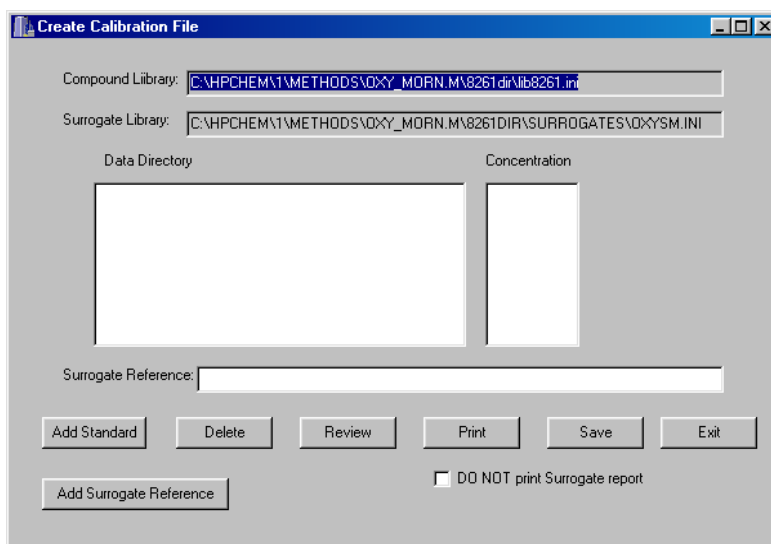 Create Calibration File
Compound Liibrary: C:\HPCHEM\1\METHODS\OXY_MORN.M\8261dir\lib8261.ini
Surrogate Library: C:\HPCHEM\1\METHODS\OXY_MORN.M\8261DIR\SURROGATES\OXYSM.INI
Data Directory Concentration
Surrogate Reference:
Add Standard Delete Review Print Save Exit
Add Surrogate Reference DO NOT print Surrogate report